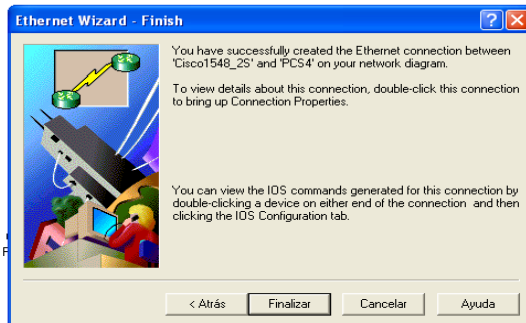 Ethernet Wizard - Finish
You have successfully created the Ethernet connection between
'Cisco1548_2S' and 'PCS4' on your network diagram.
To view details about this connection, double-click this connection
to bring up Connection Properties.
You can view the IOS commands generated for this connection by
double-clicking a device on either end of the connection and then
clicking the IOS Configuration tab.
< Atrás Finalizar Cancelar Ayuda